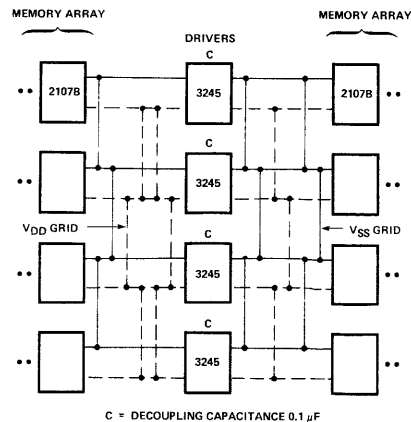 MEMORY ARRAY
MEMORY ARRAY
DRIVERS
C
2107B
3245
2107B
C
3245
VDD GRID
VSS GRID
C
3245
C
3245
C = DECOUPLING CAPACITANCE 0.1 μF